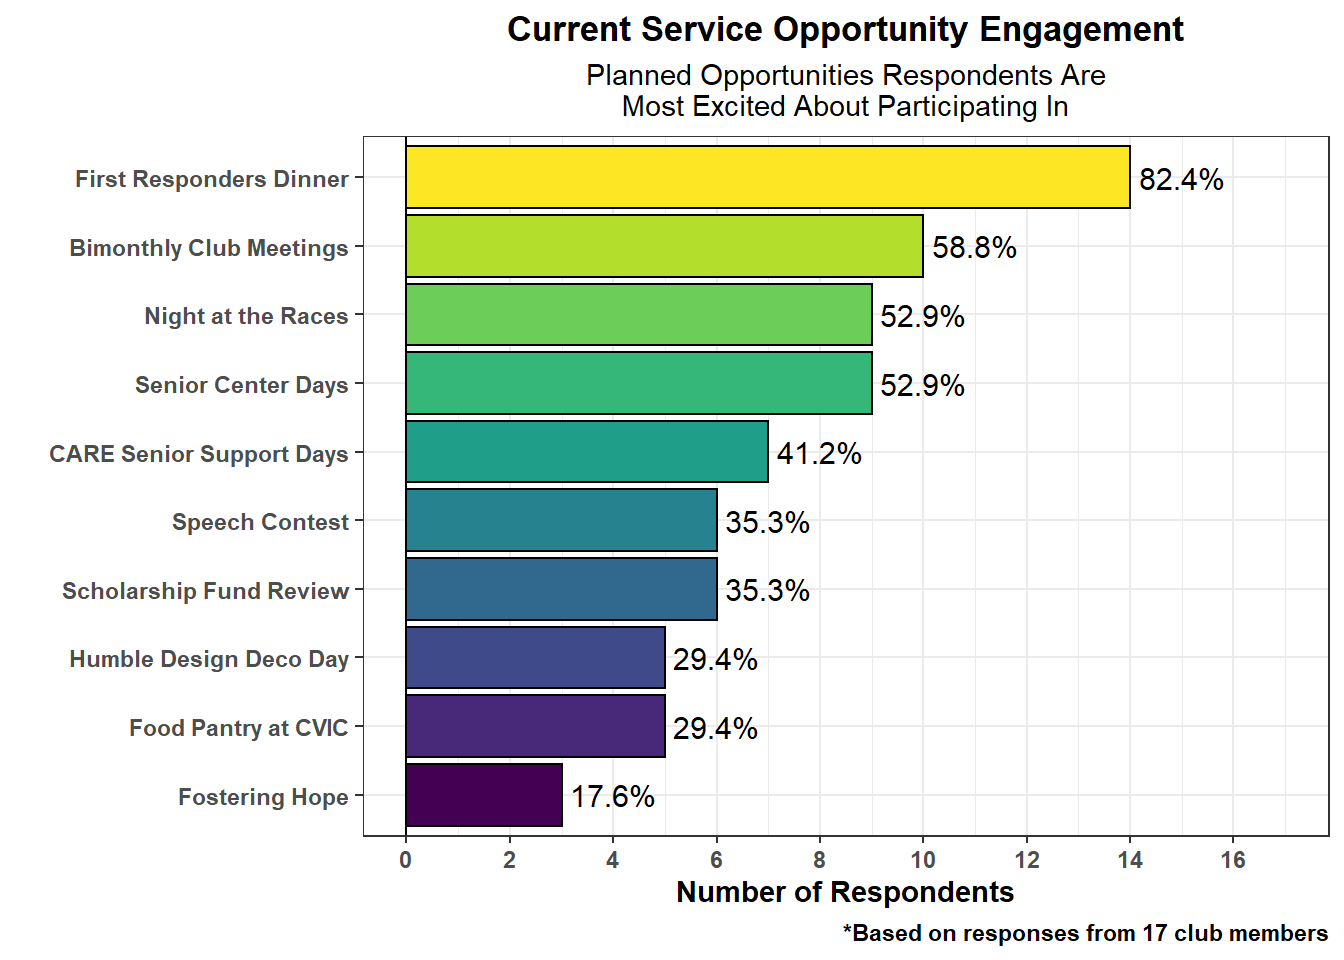 Current Service Opportunity Engagement
Planned Opportunities Respondents Are
Most Excited About Participating In
First Responders Dinner
82.4%
Bimonthly Club Meetings
58.8%
Night at the Races
52.9%
Senior Center Days
52.9%
CARE Senior Support Days
41.2%
Speech Contest
35.3%
Scholarship Fund Review
35.3%
Humble Design Deco Day
29.4%
Food Pantry at CVIC
29.4%
Fostering Hope
17.6%
0 2 4 6 8 10 12 14 16
Number of Respondents
*Based on responses from 17 club members